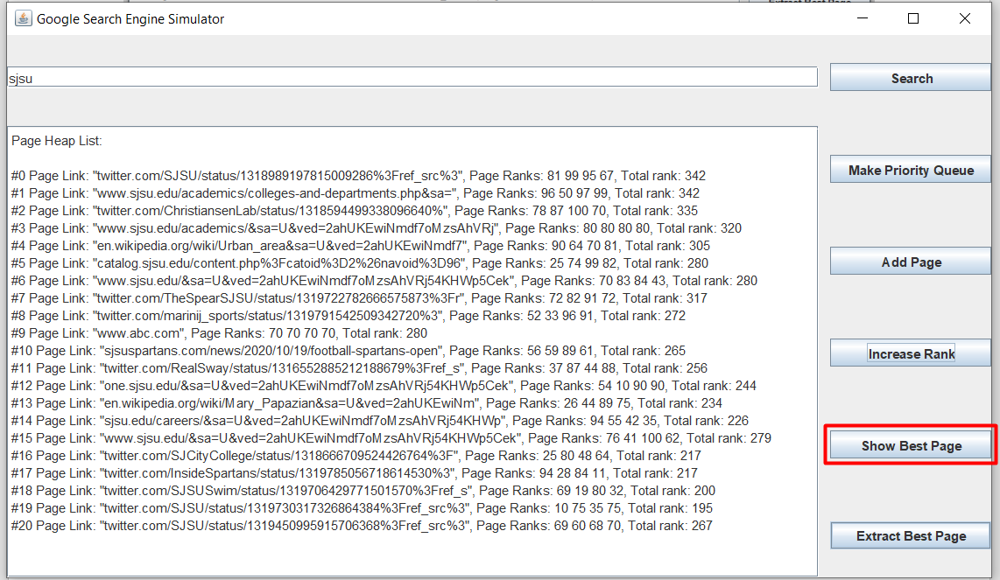 Extract Best Page
Google Search Engine Simulator
sjsu
Search
Page Heap List:
#0 Page Link: "twitter.com/SJSU/status/1318989197815009286%3Fref_src%3", Page Ranks: 81 99 95 67, Total rank: 342
#1 Page Link: "www.sjsu.edu/academics/colleges-and-departments.php&sa=", Page Ranks: 96 50 97 99, Total rank: 342
Make Priority Queue
#2 Page Link: "twitter.com/ChristiansenLab/status/1318594499338096640%", Page Ranks: 78 87 100 70, Total rank: 335
#3 Page Link: "www.sjsu.edu/academics/&sa=U&ved=2ahUKEwiNmdf7oMzsAhVRj", Page Ranks: 80 80 80 80, Total rank: 320
#4 Page Link: "en.wikipedia.org/wiki/Urban_area&sa=U&ved=2ahUKEwiNmdf7", Page Ranks: 90 64 70 81, Total rank: 305
#5 Page Link: "catalog.sjsu.edu/content.php%3Fcatoid%3D2%26navoid%3D96", Page Ranks: 25 74 99 82, Total rank: 280
Add Page
#6 Page Link: "www.sjsu.edu/&sa=U&ved=2ahUKEwiNmdf7oMzsAhVRj54KHWp5Cek", Page Ranks: 70 83 84 43, Total rank: 280
#7 Page Link: "twitter.com/TheSpearSJSU/status/1319722782666575873%3Fr", Page Ranks: 72 82 91 72, Total rank: 317
#8 Page Link: "twitter.com/marinij_sports/status/1319791542509342720%3", Page Ranks: 52 33 96 91, Total rank: 272
#9 Page Link: "www.abc.com", Page Ranks: 70 70 70 70, Total rank: 280
#10 Page Link: "sjsuspartans.com/news/2020/10/19/football-spartans-open", Page Ranks: 56 59 89 61, Total rank: 265
Increase Rank
#11 Page Link: "twitter.com/RealSway/status/1316552885212188679%3Fref_s", Page Ranks: 37 87 44 88, Total rank: 256
#12 Page Link: "one.sjsu.edu/&sa=U&ved=2ahUKEwiNmdf7oMzsAhVRj54KHWp5Cek", Page Ranks: 54 10 90 90, Total rank: 244
#13 Page Link: "en.wikipedia.org/wiki/Mary_Papazian&sa=U&ved=2ahUKEwiNm", Page Ranks: 26 44 89 75, Total rank: 234
#14 Page Link: "sjsu.edu/careers/&sa=U&ved=2ahUKEwiNmdf7oMzsAhVRj54KHWp", Page Ranks: 94 55 42 35, Total rank: 226
#15 Page Link: "www.sjsu.edu/&sa=U&ved=2ahUKEwiNmdf7oMzsAhVRj54KHWp5Cek", Page Ranks: 76 41 100 62, Total rank: 279
Show Best Page
#16 Page Link: "twitter.com/SJCityCollege/status/1318666709524426764%3F", Page Ranks: 25 80 48 64, Total rank: 217
#17 Page Link: "twitter.com/InsideSpartans/status/1319785056718614530%3", Page Ranks: 94 28 84 11, Total rank: 217
#18 Page Link: "twitter.com/SJSUSwim/status/1319706429771501570%3Fref_s", Page Ranks: 69 19 80 32, Total rank: 200
#19 Page Link: "twitter.com/SJSU/status/1319730317326864384%3Fref_src%3", Page Ranks: 10 75 35 75, Total rank: 195
#20 Page Link: "twitter.com/SJSU/status/1319450995915706368%3Fref_src%3", Page Ranks: 69 60 68 70, Total rank: 267
Extract Best Page